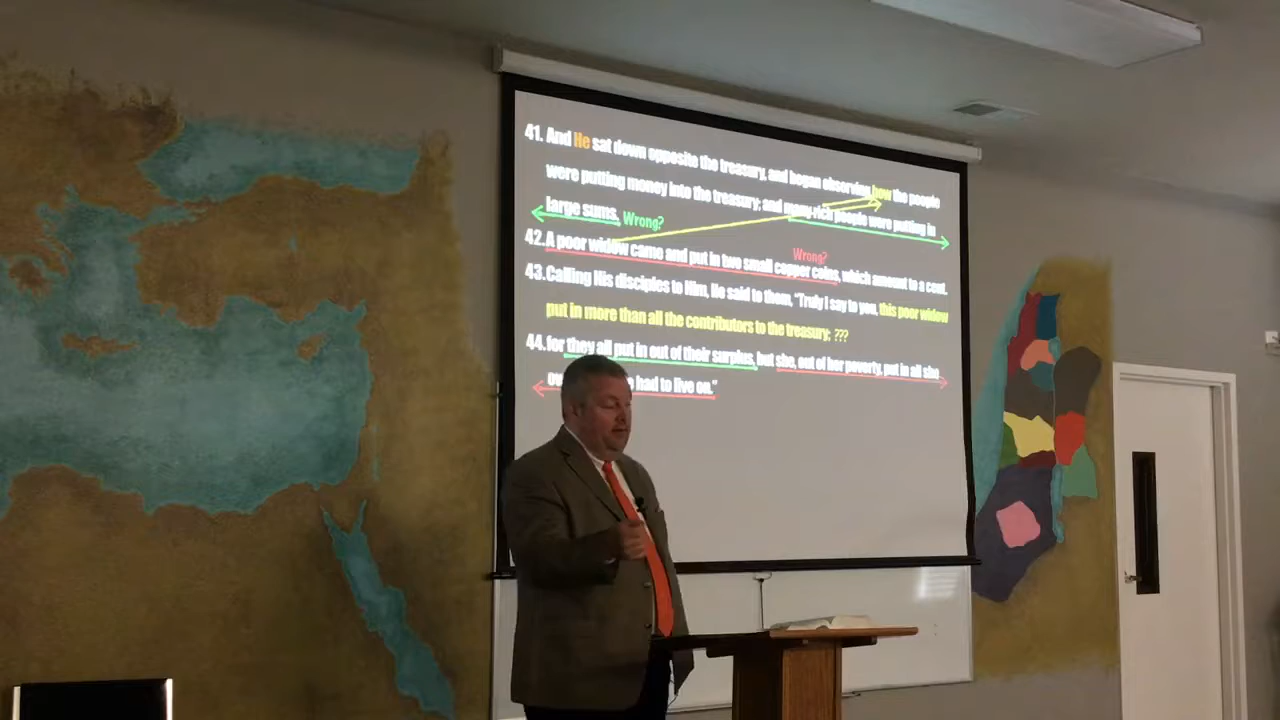 41. And He sat down opposite the treasury, and began observing how the people
were putting money into the treasury; and many rich people were putting in
large sums. Wrong?
Wrong?
42. A poor widow came and put in two small copper coins, which amount to a cent.
43. Calling His disciples to Him, He said to them, "Truly I say to you, this poor widow
put in more than all the contributors to the treasury; ???
44. for they all put in out of their surplus, but she, out of her poverty, put in all she
had to live on."